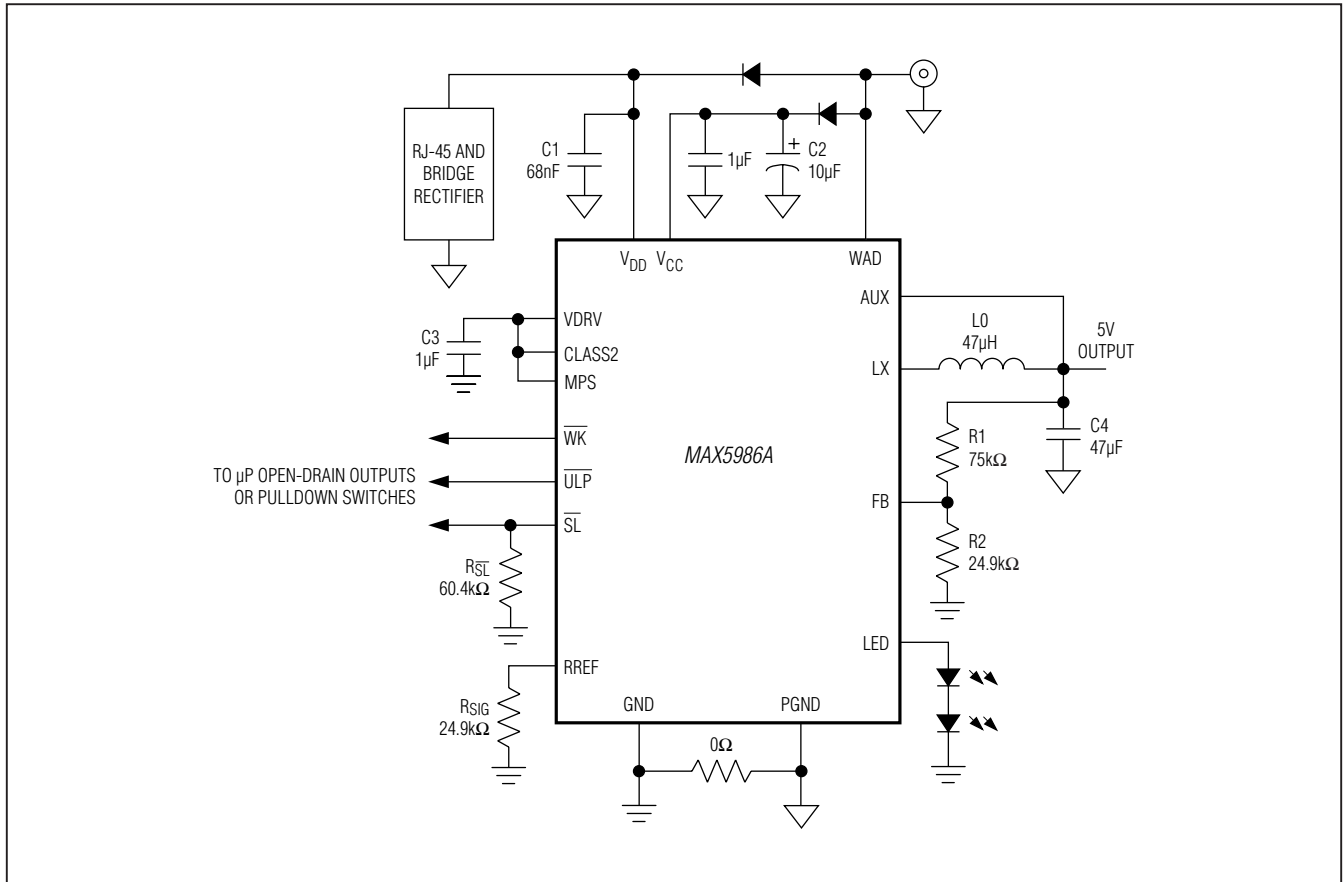 RJ-45 AND
BRIDGE
RECTIFIER
C1
68nF
1µF
+
C2
10µF
VDD
VCC
WAD
AUX
L0
47µH
5V
OUTPUT
VDRV
C3
1µF
CLASS2
LX
MPS
C4
47µF
R1
75kΩ
WK
MAX5986A
TO µP OPEN-DRAIN OUTPUTS
OR PULLDOWN SWITCHES
ULP
FB
SL
R2
24.9kΩ
RSL
60.4kΩ
LED
RREF
RSIG
24.9kΩ
GND
PGND
0Ω